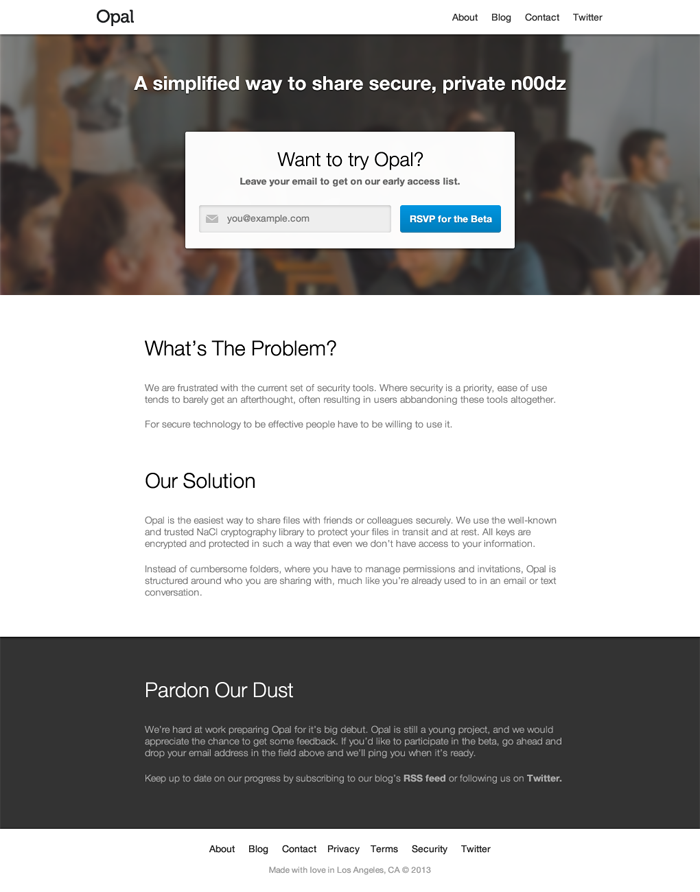 Opal
About Blog Contact Twitter
A simplified way to share secure, private n00dz
Want to try Opal?
Leave your email to get on our early access list.
you@example.com RSVP for the Beta
What's The Problem?
We are frustrated with the current set of security tools. Where security is a priority, ease of use
tends to barely get an afterthought, often resulting in users abbandoning these tools altogether.
For secure technology to be effective people have to be willing to use it.
Our Solution
Opal is the easiest way to share files with friends or colleagues securely. We use the well-known
and trusted NaCl cryptography library to protect your files in transit and at rest. All keys are
encrypted and protected in such a way that even we don't have access to your information.
Instead of cumbersome folders, where you have to manage permissions and invitations, Opal is
structured around who you are sharing with, much like you're already used to in an email or text
conversation.
Pardon Our Dust
We're hard at work preparing Opal for it's big debut. Opal is still a young project, and we would
appreciate the chance to get some feedback. If you'd like to participate in the beta, go ahead and
drop your email address in the field above and we'll ping you when it's ready.
Keep up to date on our progress by subscribing to our blog's RSS feed or following us on Twitter.
About Blog Contact Privacy Terms Security Twitter
Made with love in Los Angeles, CA © 2013